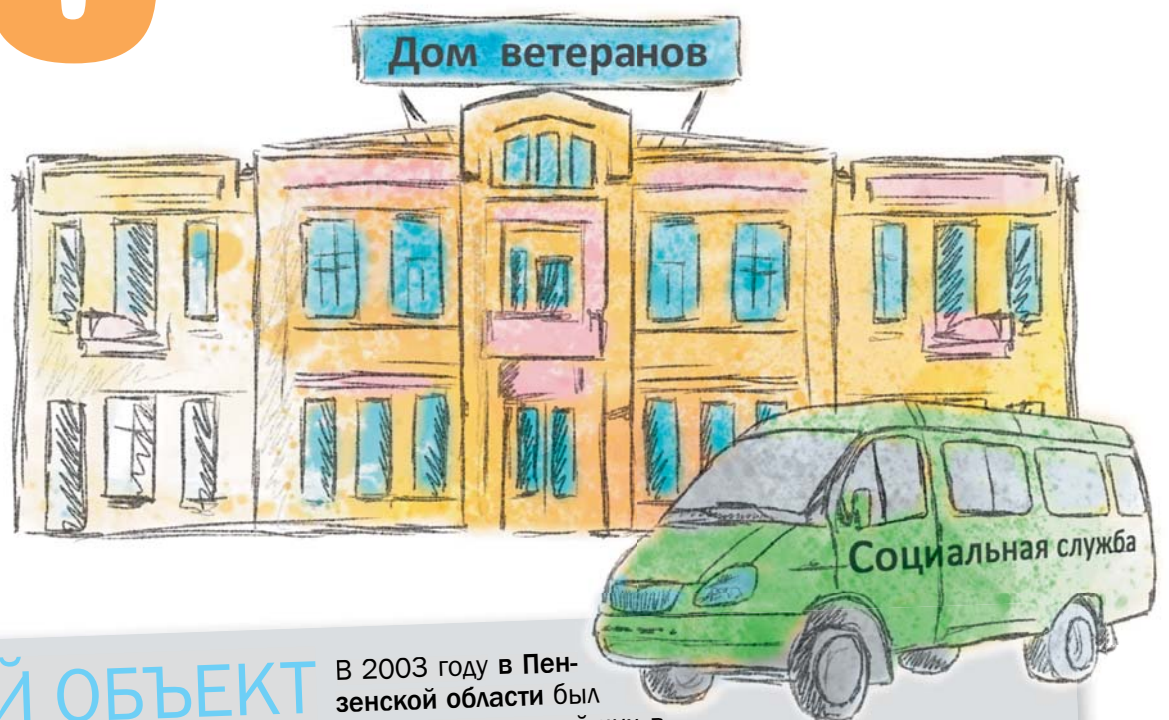 Дом ветеранов
Социальная служба
Й ОБЪЕКТ
В 2003 году в Пен-
зенской области был